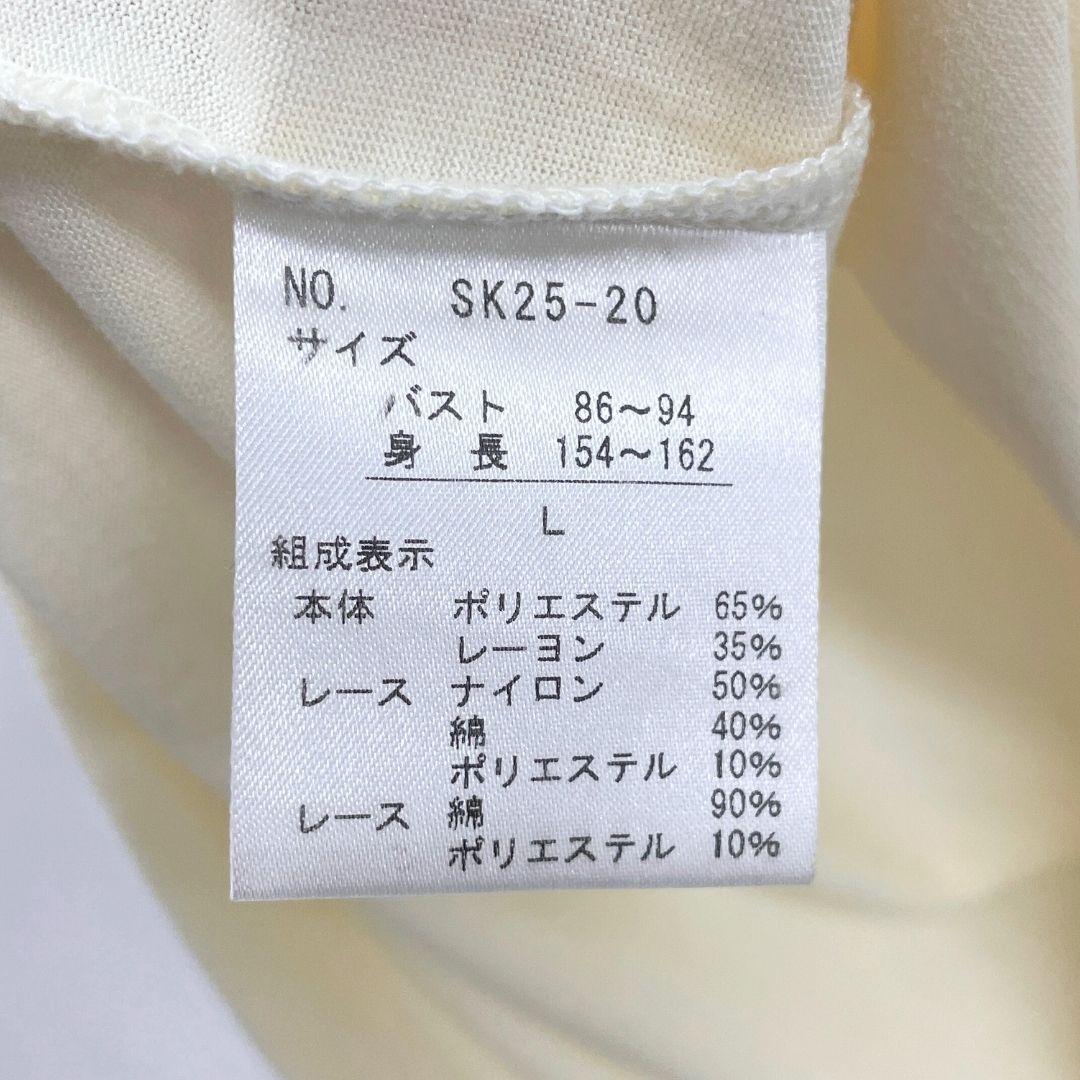 NO. SK25-20
サイズ
バスト 86〜94
身長 154〜162
L
組成表示
本体 ポリエステル 65%
レーヨン 35%
レース ナイロン 50%
綿 40%
ポリエステル 10%
レース 綿 90%
ポリエステル 10%